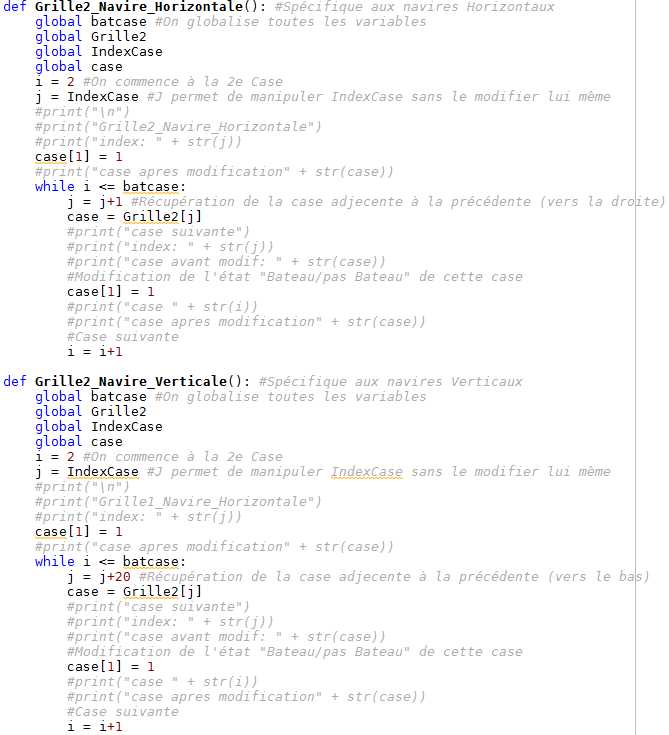 def Grille2_Navire_Horizontale(): #Spécifique aux navires Horizontaux
    global batcase #On globalise toutes les variables
    global Grille2
    global IndexCase
    global case
    i = 2 #On commence à la 2e Case
    j = IndexCase #J permet de manipuler IndexCase sans le modifier lui même
    #print("\n")
    #print("Grille2_Navire_Horizontale")
    #print("index: " + str(j))
    case[1] = 1
    #print("case apres modification" + str(case))
    while i <= batcase:
        j = j+1 #Récupération de la case adjecente à la précédente (vers la droite)
        case = Grille2[j]
        #print("case suivante")
        #print("index: " + str(j))
        #print("case avant modif: " + str(case))
        #Modification de l'état "Bateau/pas Bateau" de cette case
        case[1] = 1
        #print("case " + str(i))
        #print("case apres modification" + str(case))
        #Case suivante
        i = i+1

def Grille2_Navire_Verticale(): #Spécifique aux navires Verticaux
    global batcase #On globalise toutes les variables
    global Grille2
    global IndexCase
    global case
    i = 2 #On commence à la 2e Case
    j = IndexCase #J permet de manipuler IndexCase sans le modifier lui même
    #print("\n")
    #print("Grille1_Navire_Horizontale")
    #print("index: " + str(j))
    case[1] = 1
    #print("case apres modification" + str(case))
    while i <= batcase:
        j = j+20 #Récupération de la case adjecente à la précédente (vers le bas)
        case = Grille2[j]
        #print("case suivante")
        #print("index: " + str(j))
        #print("case avant modif: " + str(case))
        #Modification de l'état "Bateau/pas Bateau" de cette case
        case[1] = 1
        #print("case " + str(i))
        #print("case apres modification" + str(case))
        #Case suivante
        i = i+1